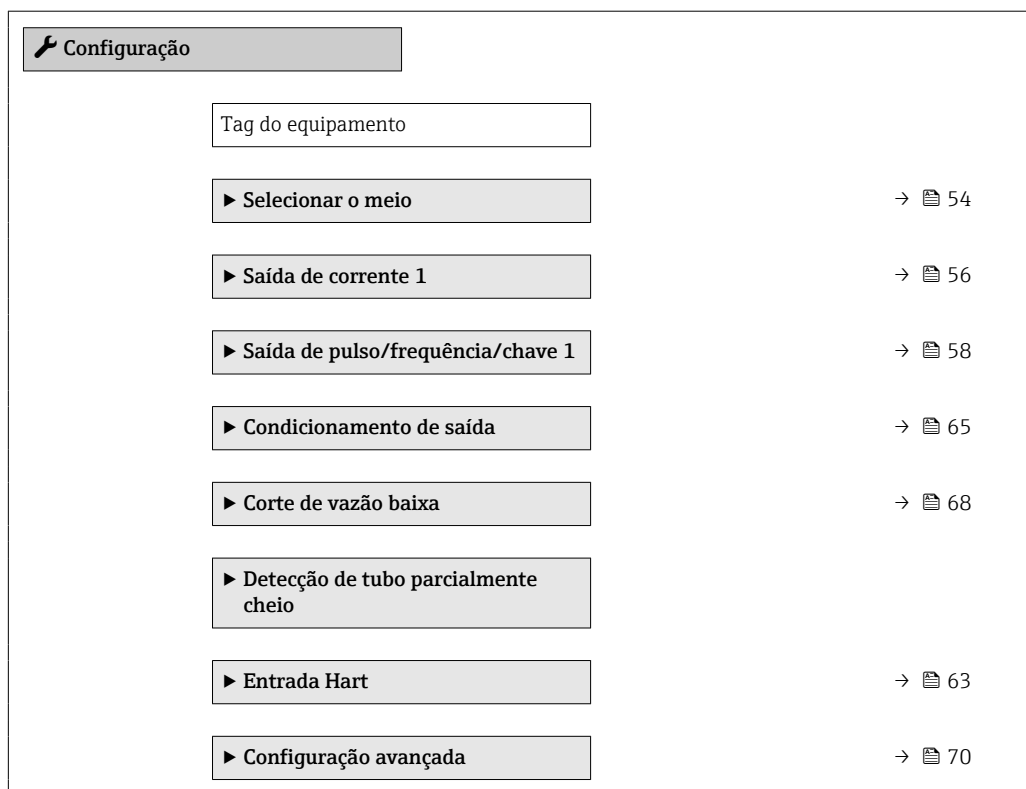 Configuração
Tag do equipamento
▶ Selecionar o meio → 54
▶ Saída de corrente 1 → 56
▶ Saída de pulso/frequência/chave 1 → 58
▶ Condicionamento de saída → 65
▶ Corte de vazão baixa → 68
▶ Detecção de tubo parcialmente
cheio
▶ Entrada Hart → 63
▶ Configuração avançada → 70